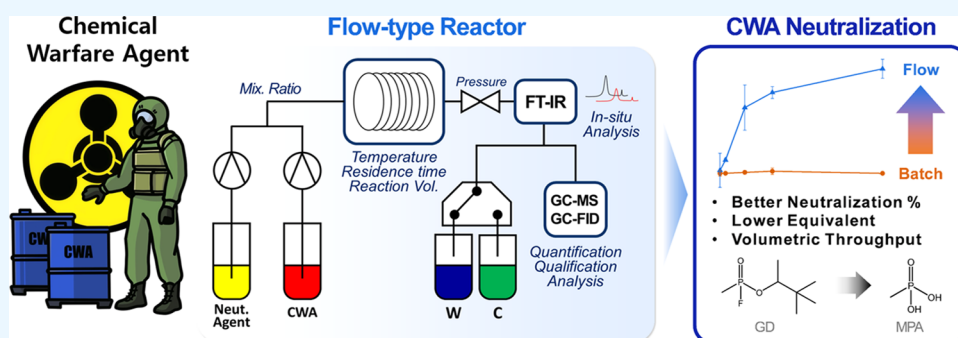 Chemical
Warfare Agent
CWA
CWA
Flow-type Reactor
Mix. Ratio
Pressure
FT-IR
In-situ
Analysis
Temperature
Residence time
Reaction Vol.
GC-MS
GC-FID
Quantification
Qualification
Analysis
Neut.
Agent
CWA
W
C
CWA Neutralization
Flow
Batch
• Better Neutralization %
• Lower Equivalent
• Volumetric Throughput
O
P
O
F
GD
O
P
OH
OH
MPA